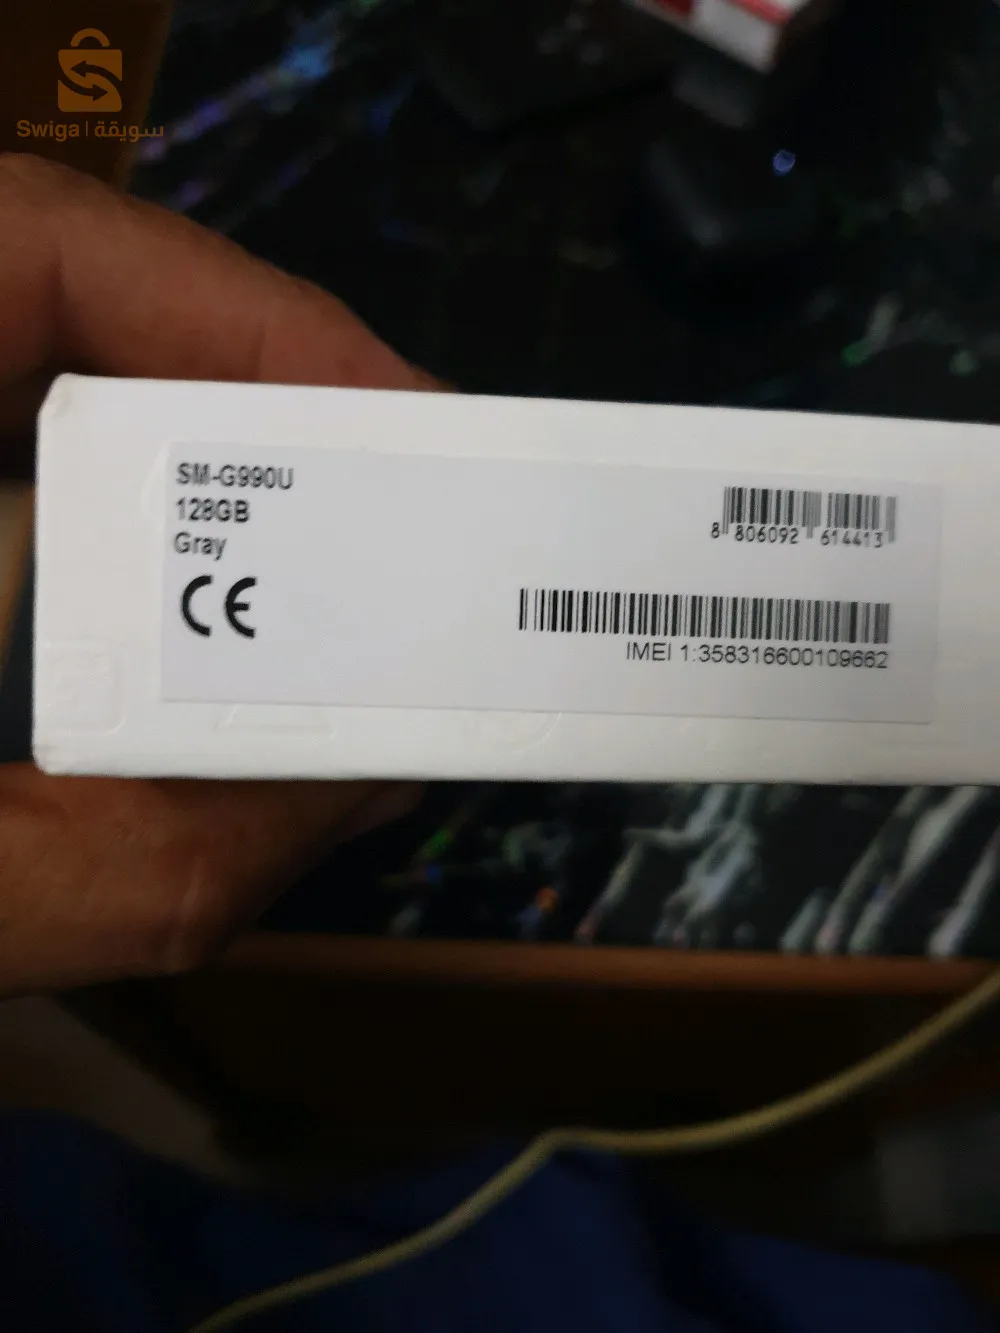 Swiga | سويقة
SM-G990U
128GB
Gray
CE
8 806092 614413
IMEI 1:358316600109662